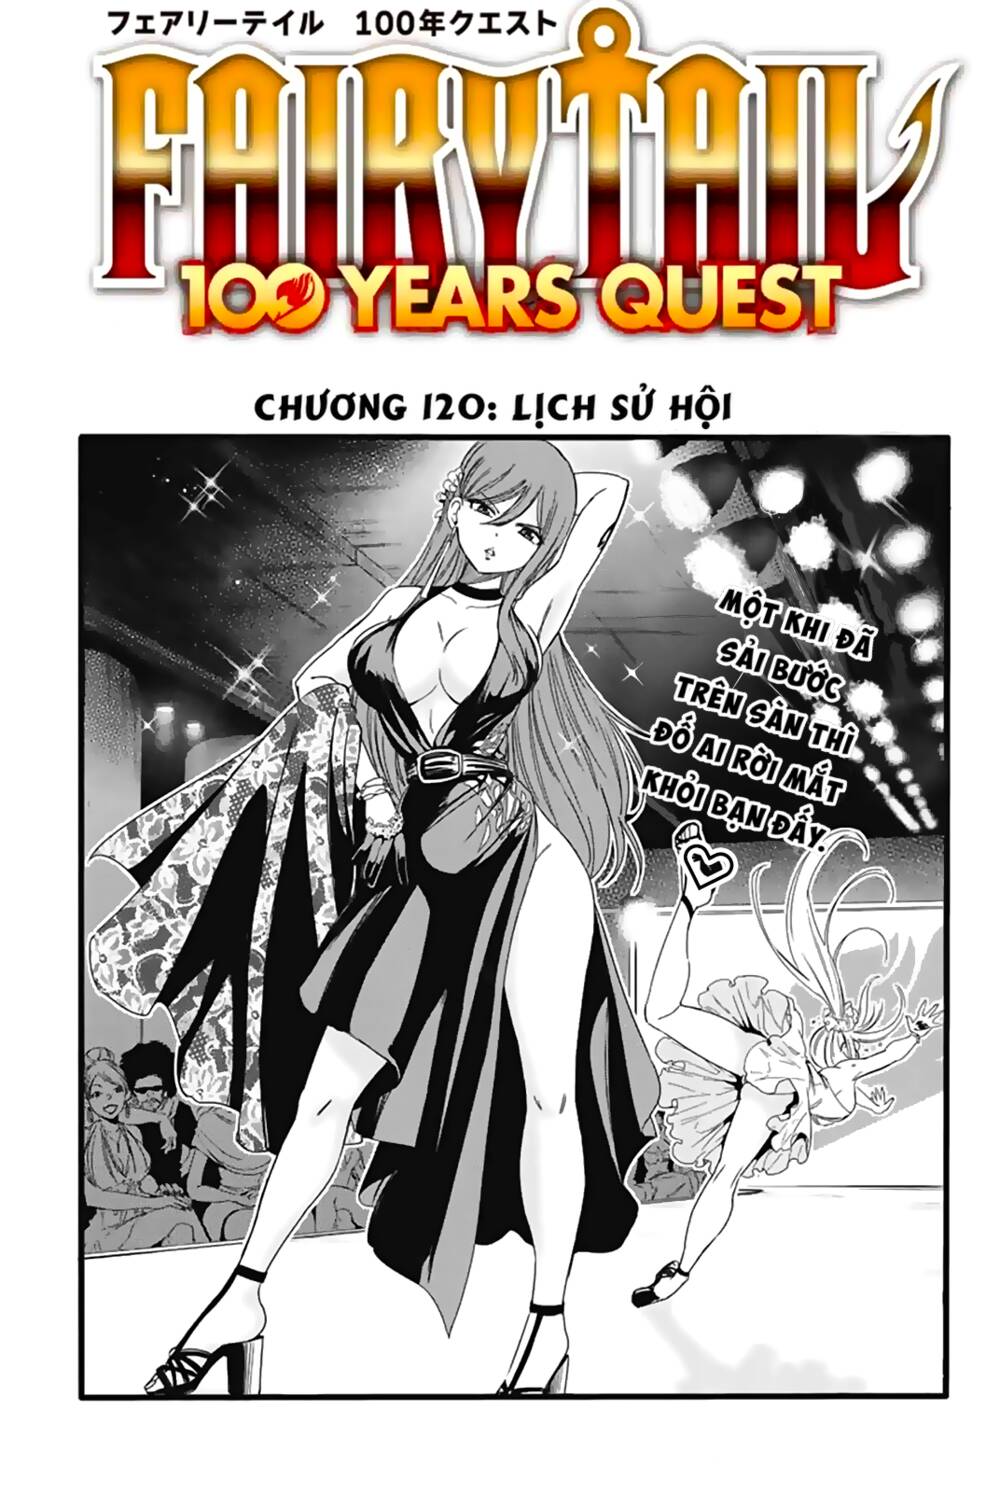 フェアリーテイル 100年クエスト
FAIRY TAIL
100 YEARS QUEST
CHƯƠNG 120: LỊCH SỬ HỘI
MỘT KHI ĐÃ
SẢI BƯỚC
TRÊN SÀN THÌ
ĐỐ AI RỜI MẮT
KHỎI BẠN ĐẤY.